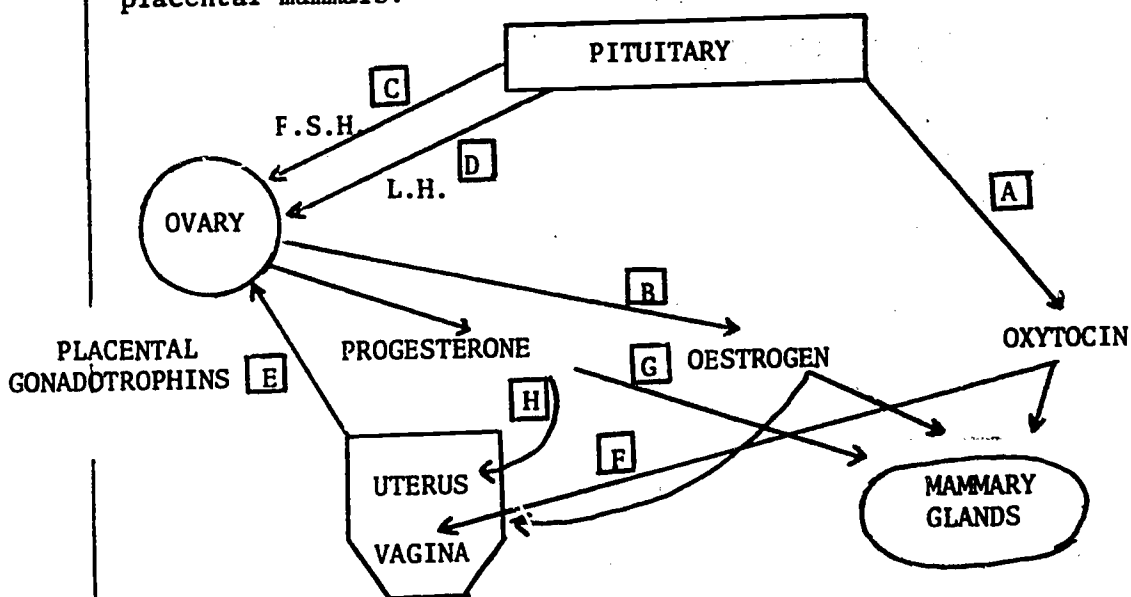 placental mammals.
PITUITARY
C
F.S.H.
D
L.H.
A
OVARY
B
OXYTOCIN
PLACENTAL
GONADOTROPHINS
E
PROGESTERONE
G
OESTROGEN
H
F
UTERUS
VAGINA
MAMMARY
GLANDS